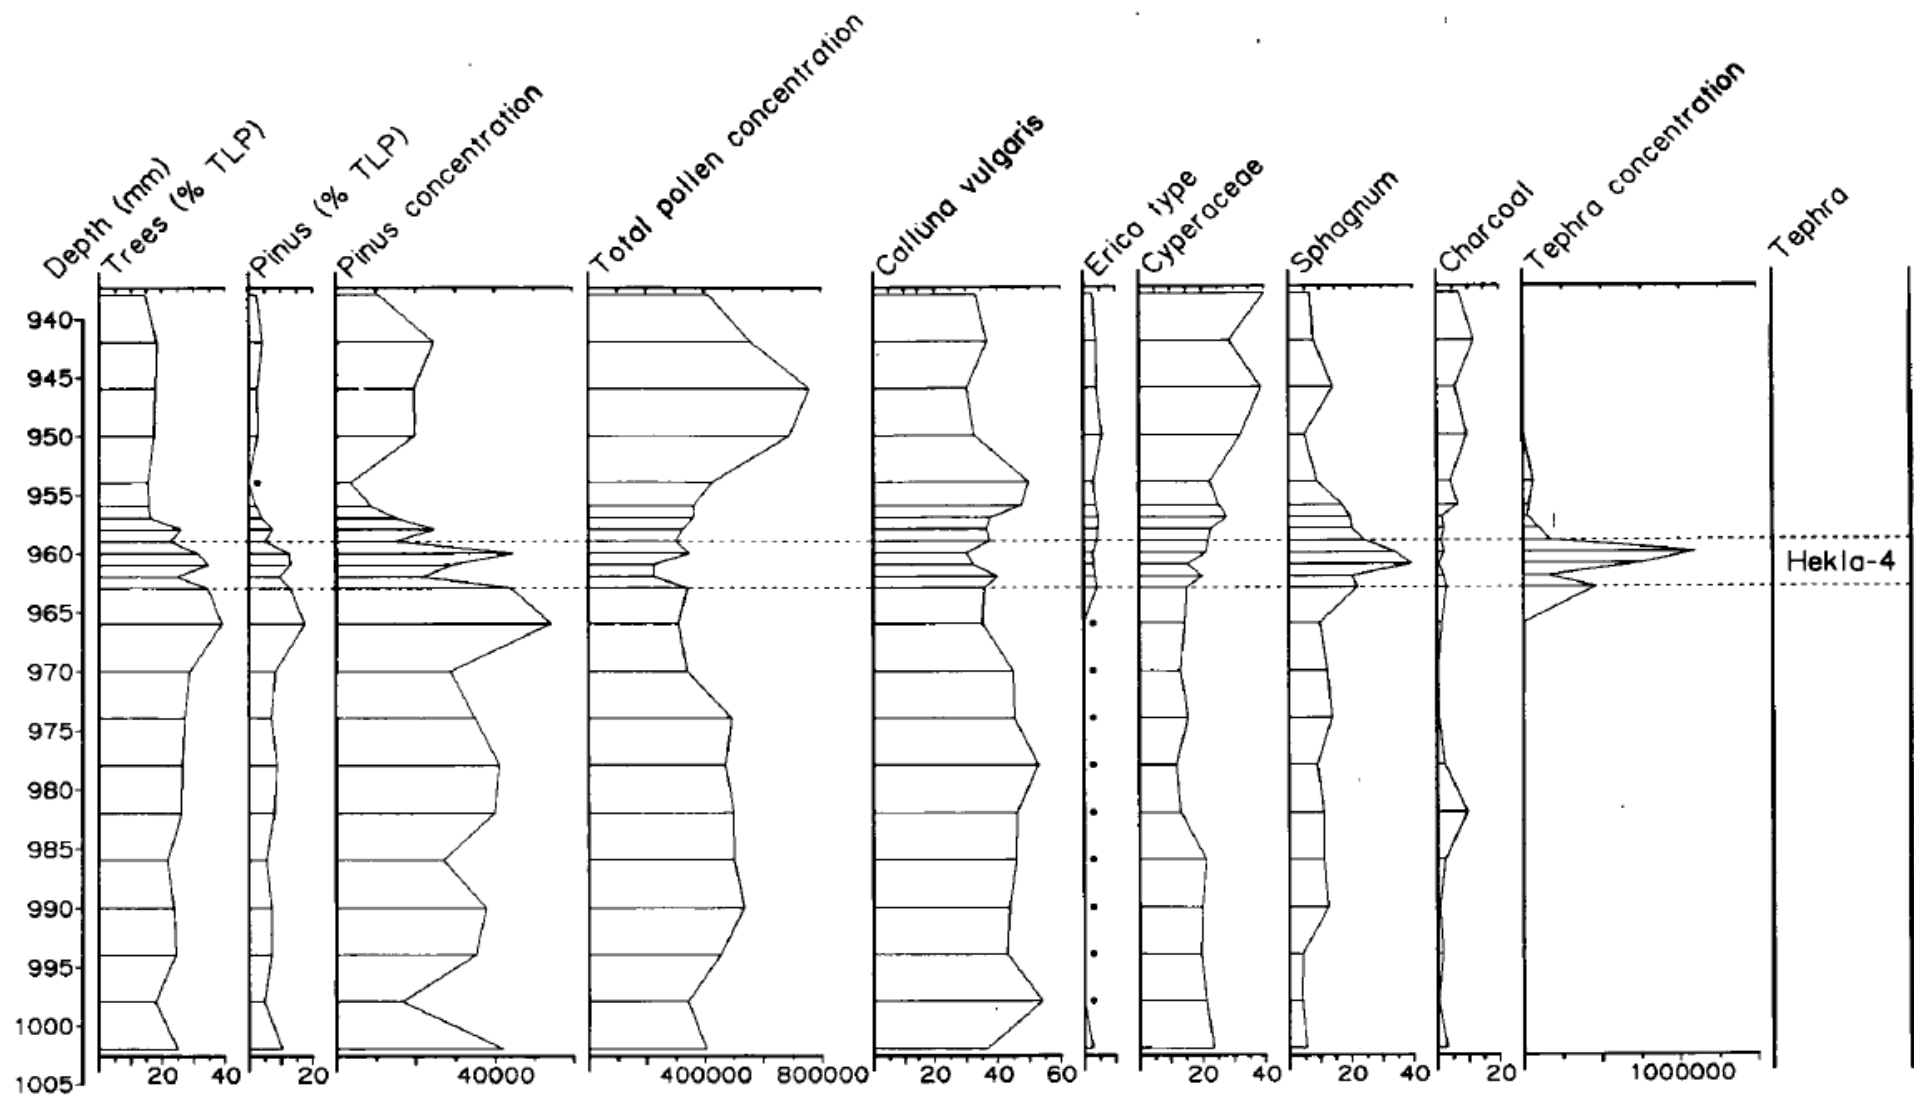 Depth (mm)
Trees (% TLP)
Pinus (% TLP)
Pinus concentration
Total pollen concentration
Calluna vulgaris
Erica type
Cyperaceae
Sphagnum
Charcoal
Tephra concentration
Tephra
940
945
950
955
960
965
970
975
980
985
990
995
1000
1005
Hekla-4
20 40 20 40000 400000 800000 20 40 60 20 40 20 40 20 1000000